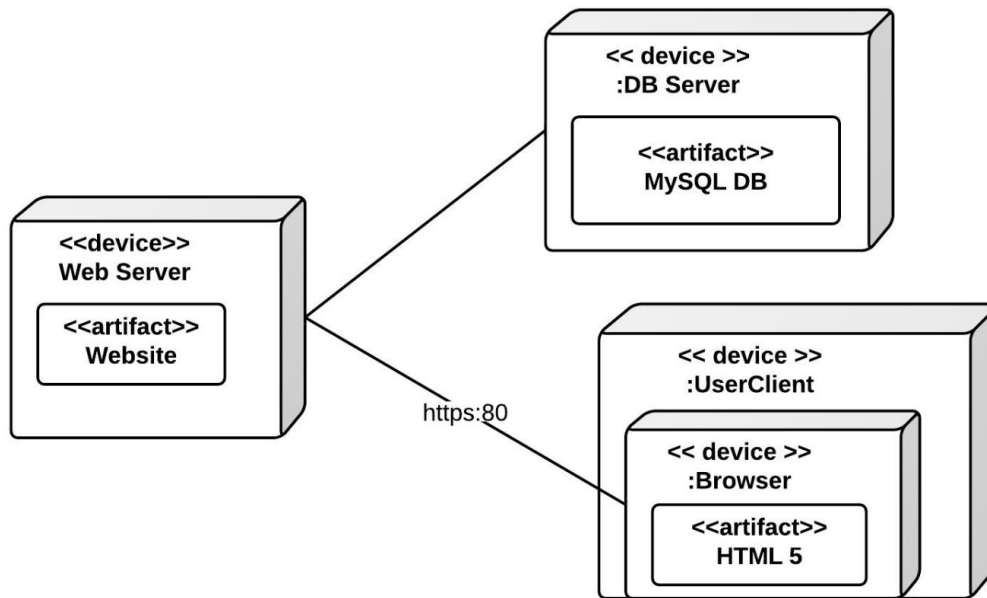 << device >>
:DB Server
<<artifact>>
MySQL DB
<<device>>
Web Server
<<artifact>>
Website
https:80
<< device >>
:UserClient
<< device >>
:Browser
<<artifact>>
HTML 5